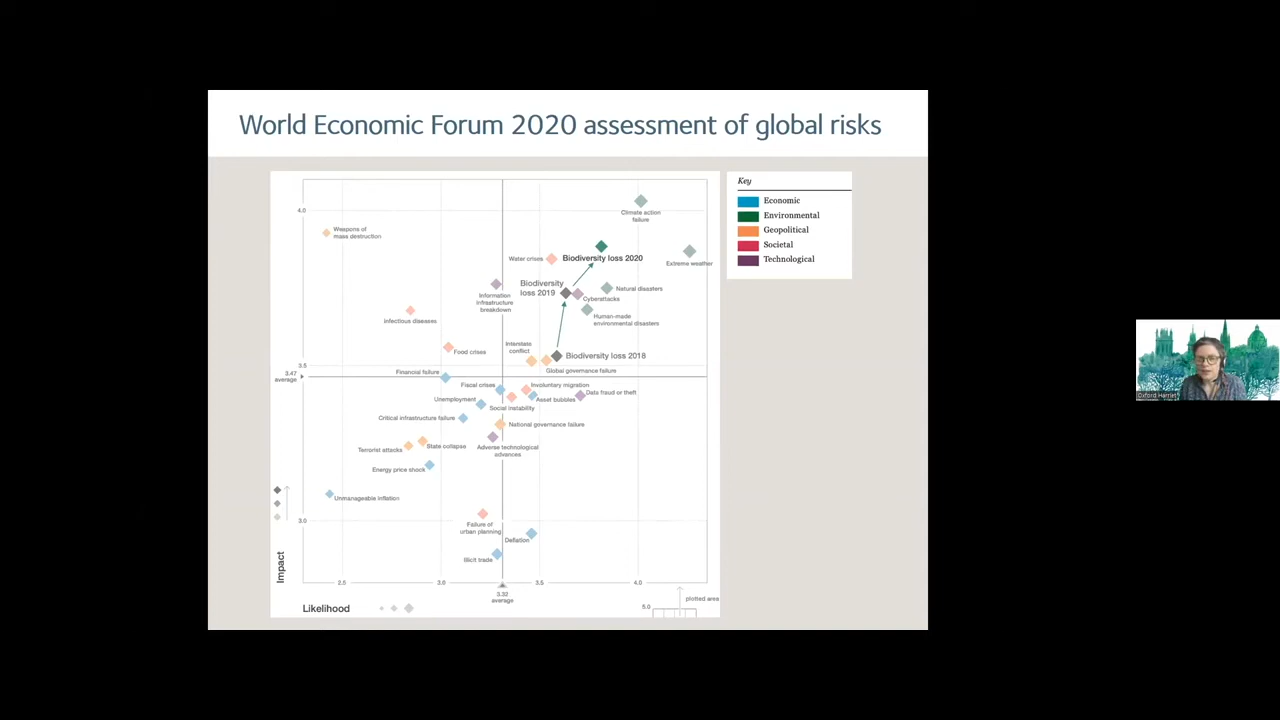 World Economic Forum 2020 assessment of global risks
Key
Economic
Environmental
Geopolitical
Societal
Technological
4.0
Climate action
failure
Weapons of
mass destruction
Water crises
Biodiversity loss 2020
Extreme weather
Biodiversity
loss 2019
Information
infrastructure
breakdown
Natural disasters
Cyberattacks
Human-made
environmental disasters
Infectious diseases
Food crises
Interstate
conflict
Biodiversity loss 2018
3.5
Global governance failure
3.47
average
Financial failure
Fiscal crises
Involuntary migration
Data fraud or theft
Unemployment
Asset bubbles
Social instability
Critical infrastructure failure
National governance failure
Terrorist attacks
State collapse
Adverse technological
advances
Energy price shock
Unmanageable inflation
3.0
Failure of
urban planning
Deflation
Illicit trade
Impact
2.5
3.0
3.5
4.0
3.32
average
plotted area
Likelihood
5.0
Oxford Harriet